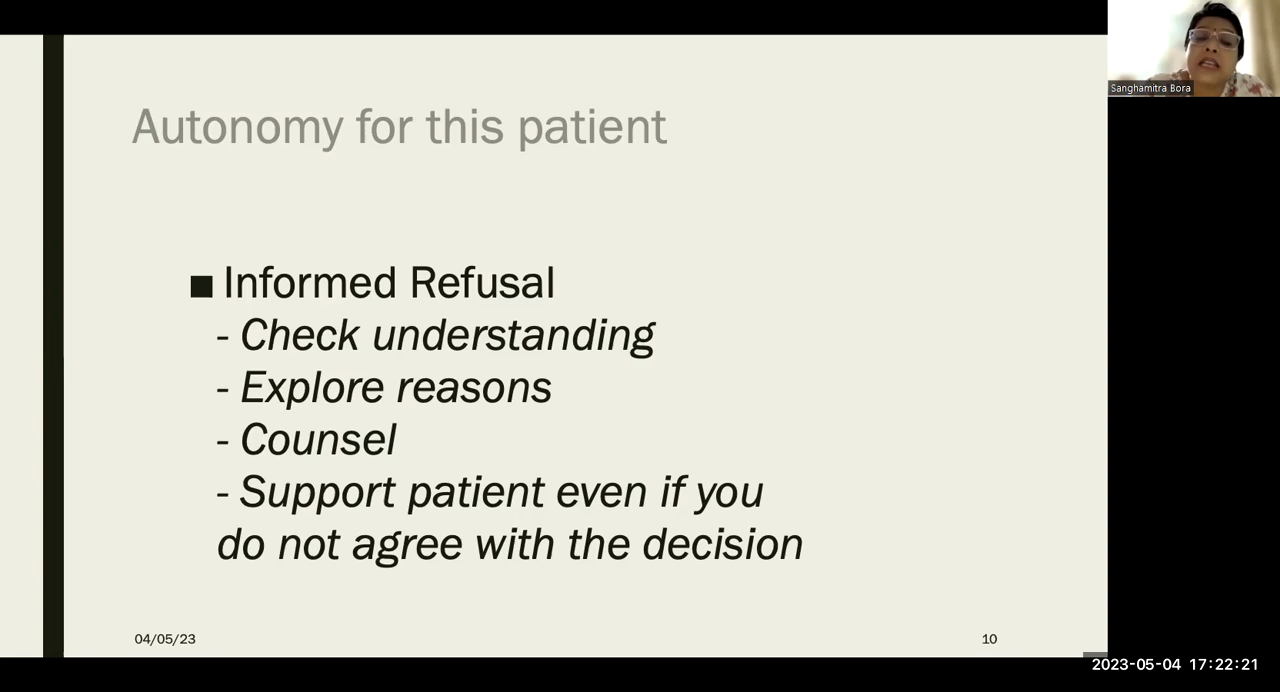 Sanghamitra Bora
Autonomy for this patient
■ Informed Refusal
- Check understanding
- Explore reasons
- Counsel
- Support patient even if you
do not agree with the decision
04/05/23
10
2023-05-04 17:22:21